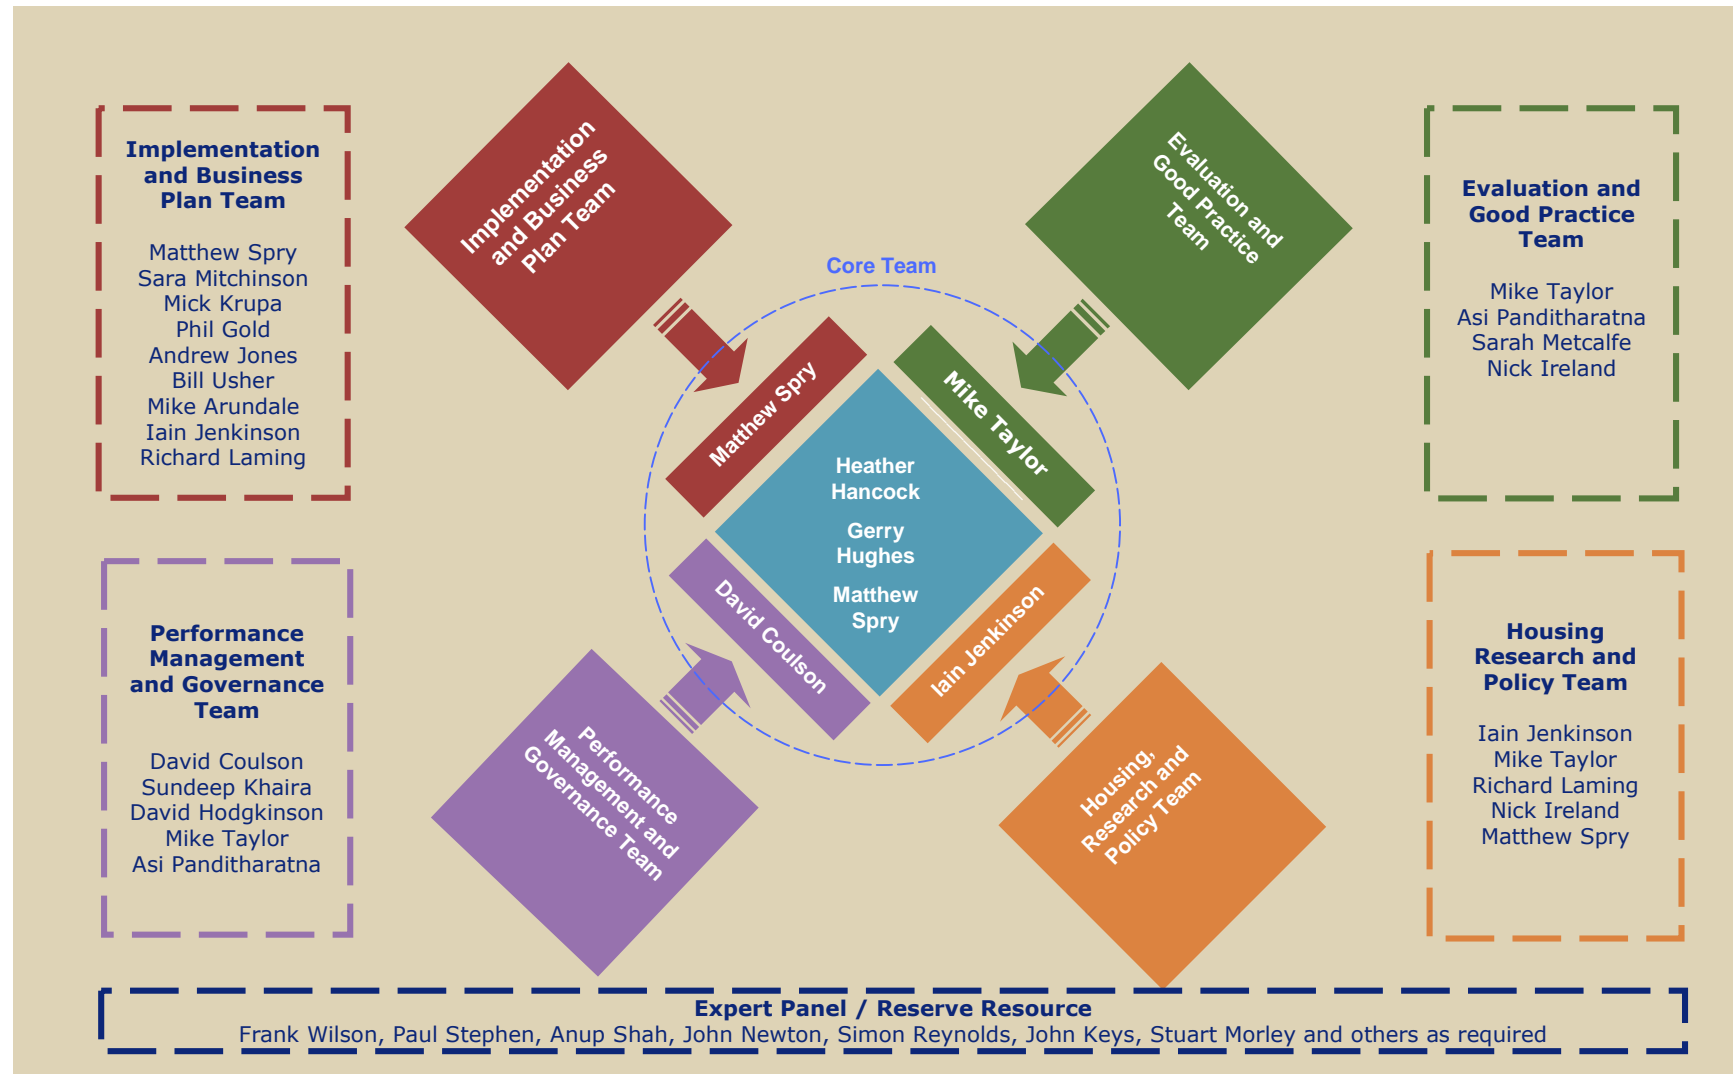 Implementation
and Business
Plan Team
Matthew Spry
Sara Mitchinson
Mick Krupa
Phil Gold
Andrew Jones
Bill Usher
Mike Arundale
Iain Jenkinson
Richard Laming
Implementation
and Business
Plan Team
Evaluation and
Good Practice
Team
Evaluation and
Good Practice
Team
Mike Taylor
Asi Panditharatna
Sarah Metcalfe
Nick Ireland
Core Team
Matthew Spry
Mike Taylor
Heather
Hancock
Gerry
Hughes
Matthew
Spry
David Coulson
Iain Jenkinson
Performance
Management
and Governance
Team
David Coulson
Sundeep Khaira
David Hodgkinson
Mike Taylor
Asi Panditharatna
Performance
Management and
Governance Team
Housing,
Research and
Policy Team
Housing
Research and
Policy Team
Iain Jenkinson
Mike Taylor
Richard Laming
Nick Ireland
Matthew Spry
Expert Panel / Reserve Resource
Frank Wilson, Paul Stephen, Anup Shah, John Newton, Simon Reynolds, John Keys, Stuart Morley and others as required